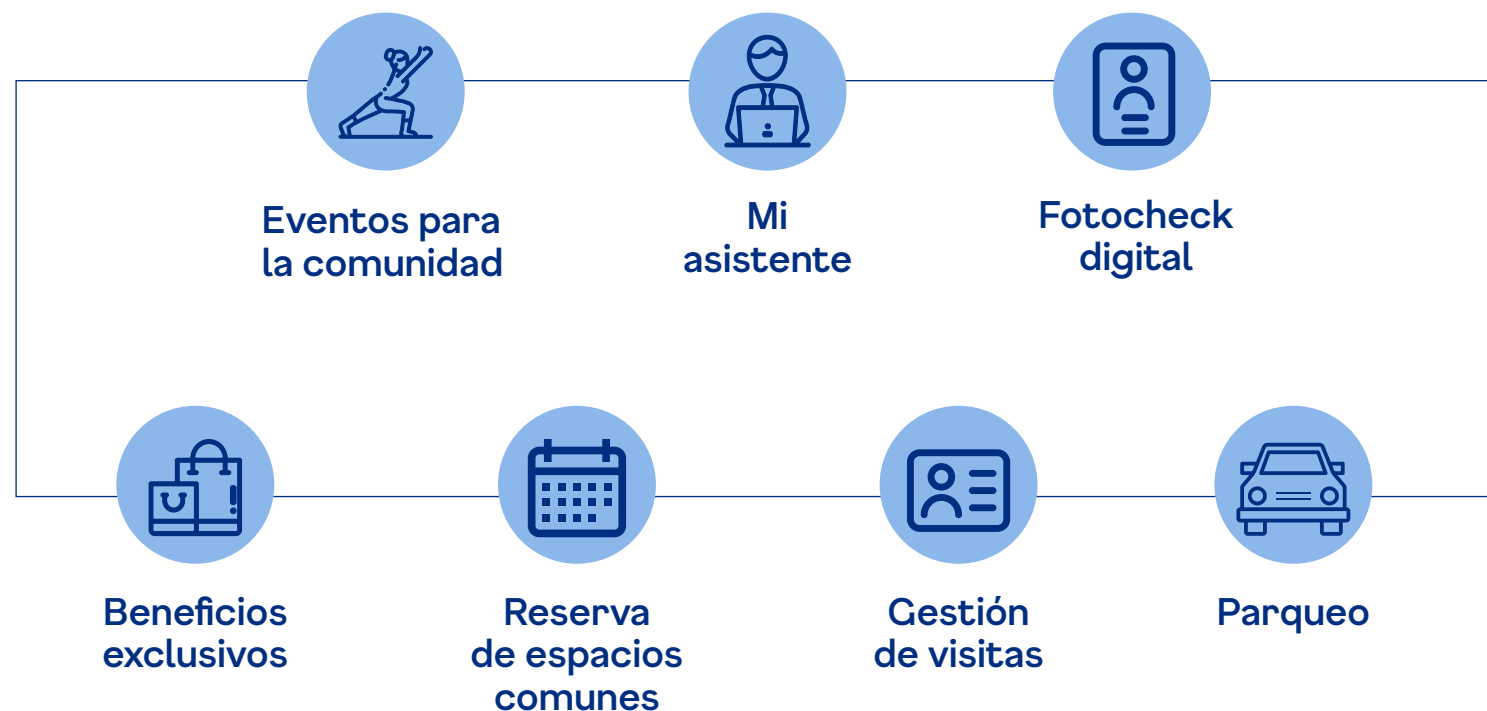 Eventos para
la comunidad
Mi
asistente
Fotocheck
digital
Beneficios
exclusivos
Reserva
de espacios
comunes
Gestión
de visitas
Parqueo